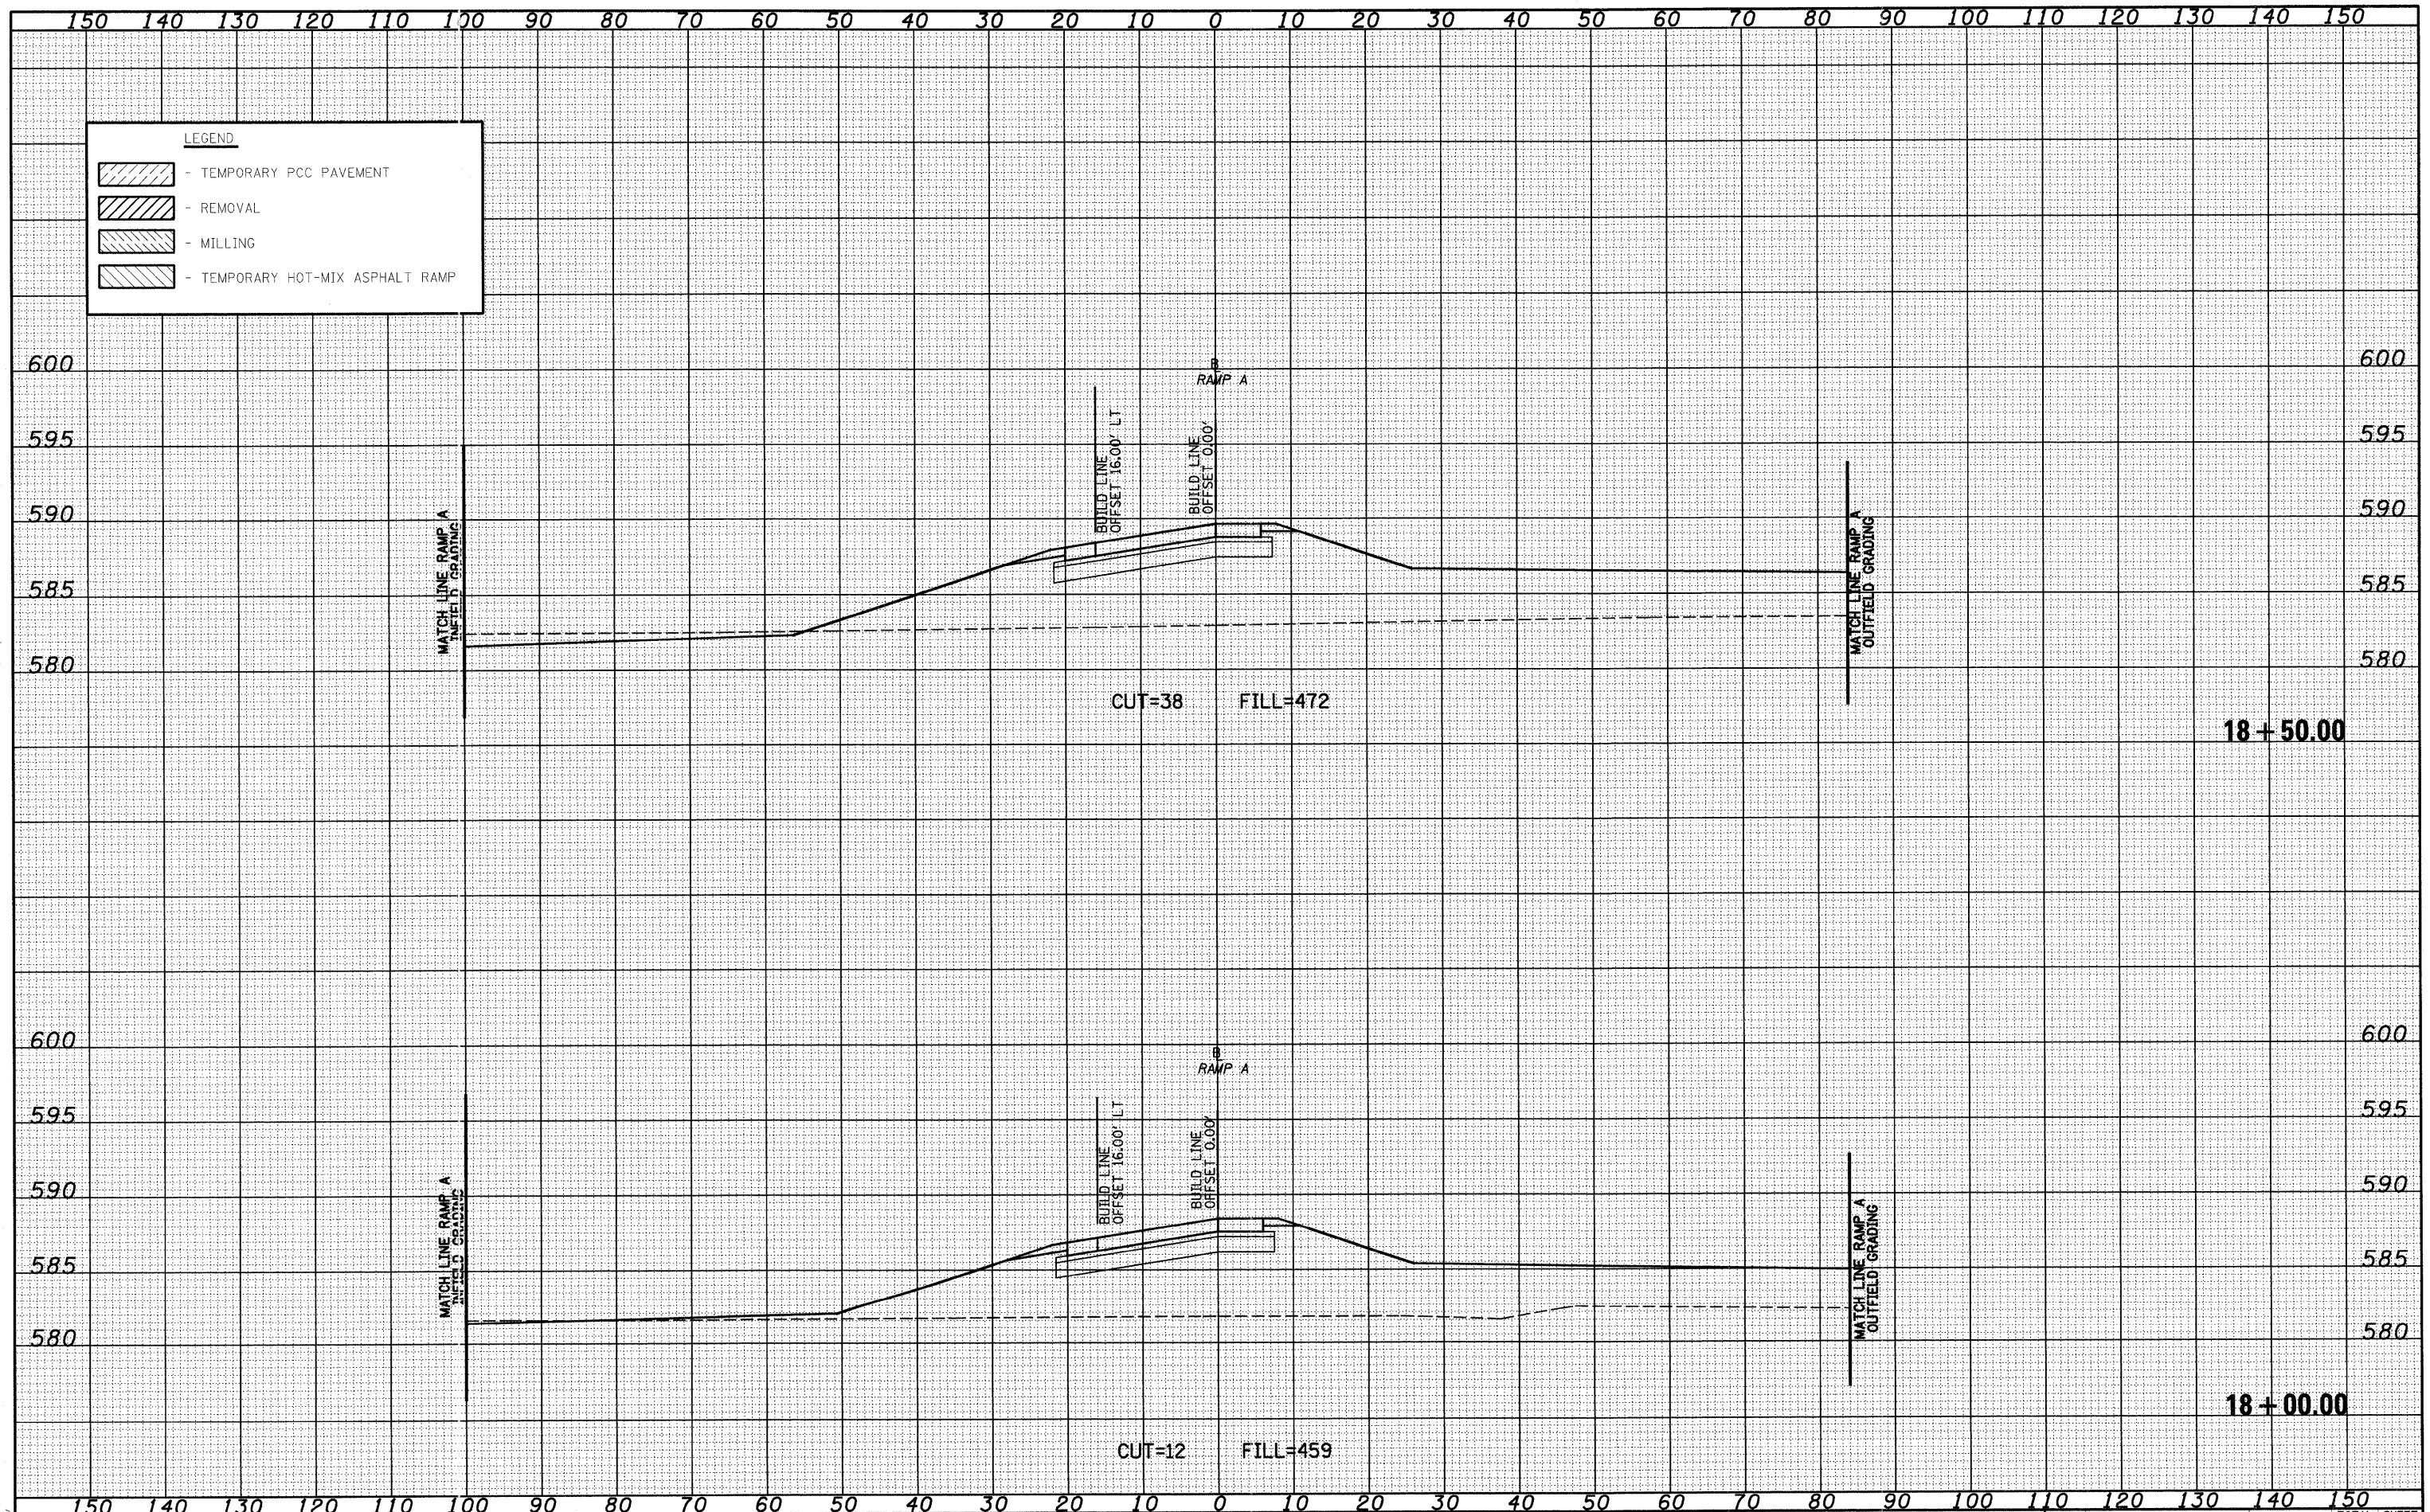 150 140 130 120 110 100 90 80 70 60 50 40 30 20 10 0 10 20 30 40 50 60 70 80 90 100 110 120 130 140 150
LEGEND
- TEMPORARY PCC PAVEMENT
- REMOVAL
- MILLING
- TEMPORARY HOT-MIX ASPHALT RAMP
600 600
B
RAMP A
595 595
BUILD LINE
OFFSET 16.00' LT
BUILD LINE
OFFSET 0.00'
590 590
MATCH LINE RAMP A
INFIELD GRADING
MATCH LINE RAMP A
OUTFIELD GRADING
585 585
580 580
CUT=38 FILL=472
18+50.00
600 600
B
RAMP A
595 595
BUILD LINE
OFFSET 16.00' LT
BUILD LINE
OFFSET 0.00'
590 590
MATCH LINE RAMP A
INFIELD GRADING
MATCH LINE RAMP A
OUTFIELD GRADING
585 585
580 580
18+00.00
CUT=12 FILL=459
150 140 130 120 110 100 90 80 70 60 50 40 30 20 10 0 10 20 30 40 50 60 70 80 90 100 110 120 130 140 150